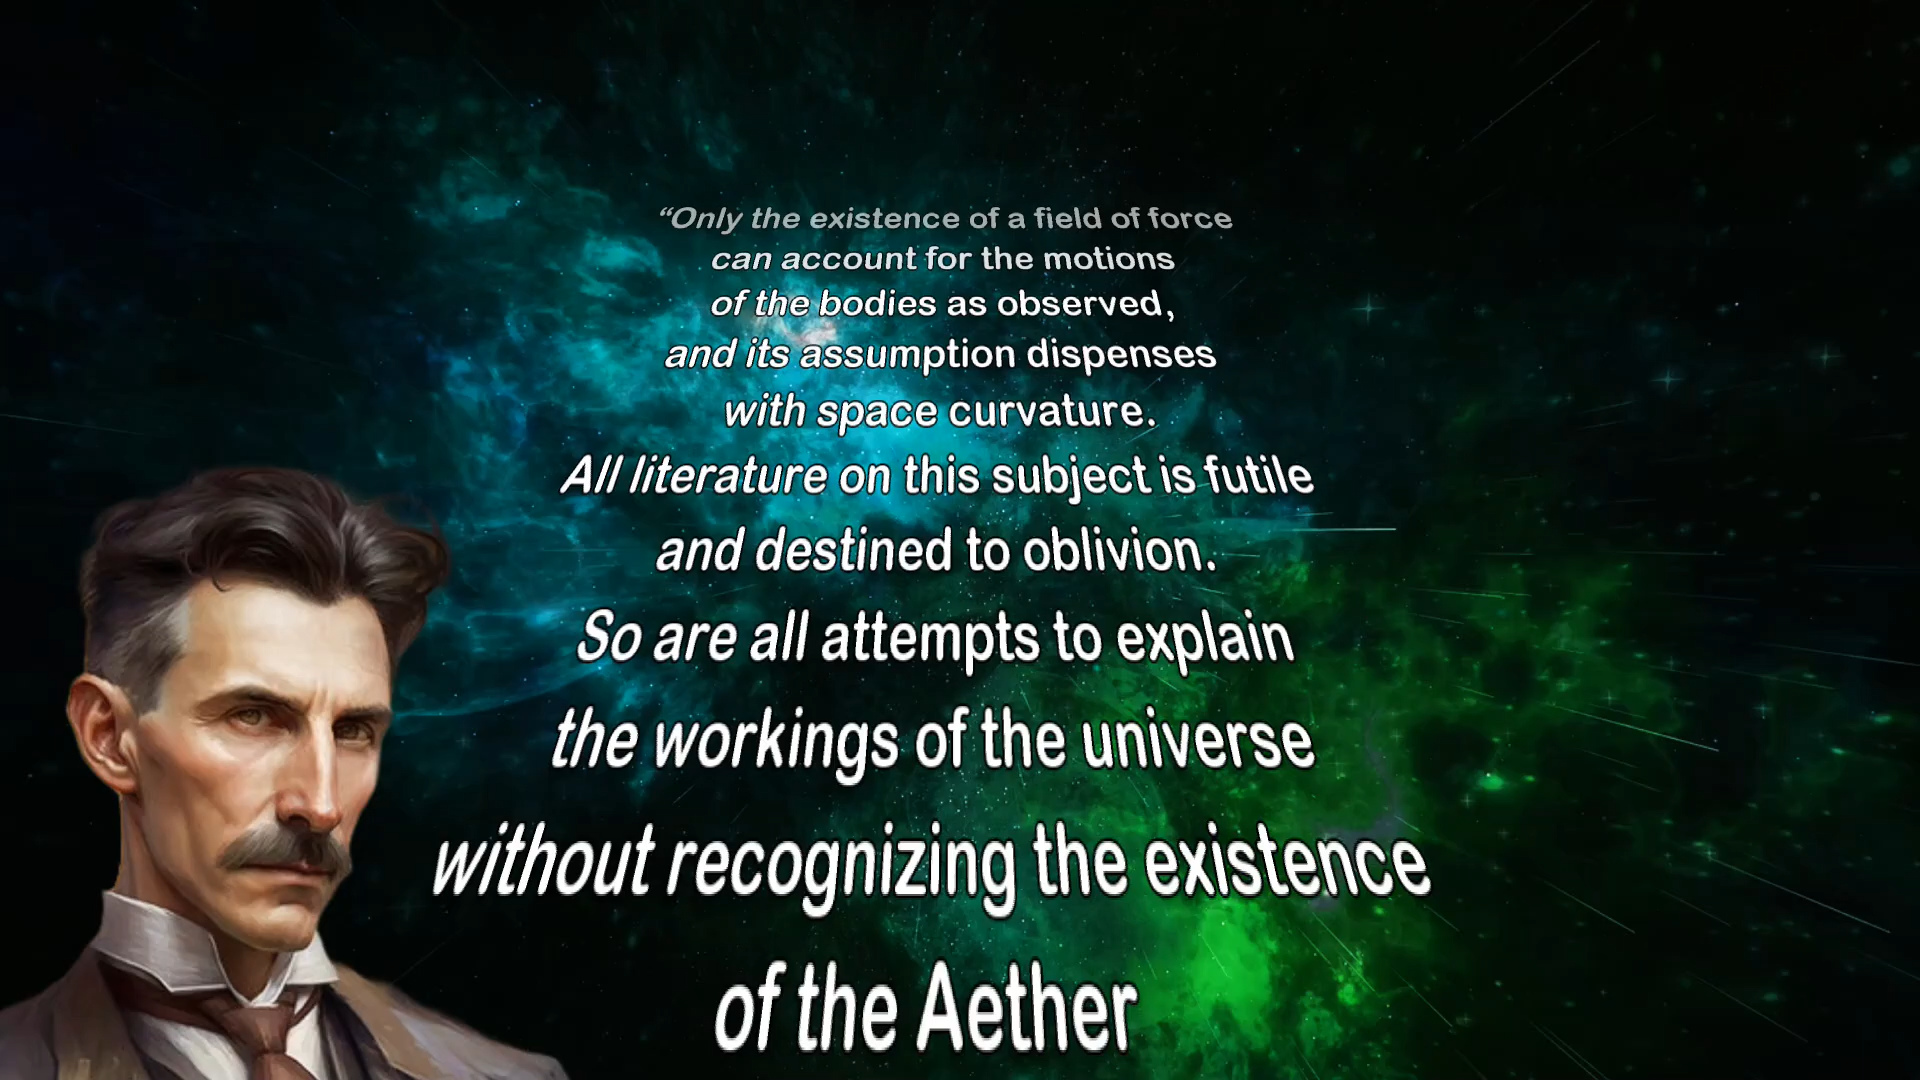 “Only the existence of a field of force
can account for the motions
of the bodies as observed,
and its assumption dispenses
with space curvature.
All literature on this subject is futile
and destined to oblivion.
So are all attempts to explain
the workings of the universe
without recognizing the existence
of the Aether